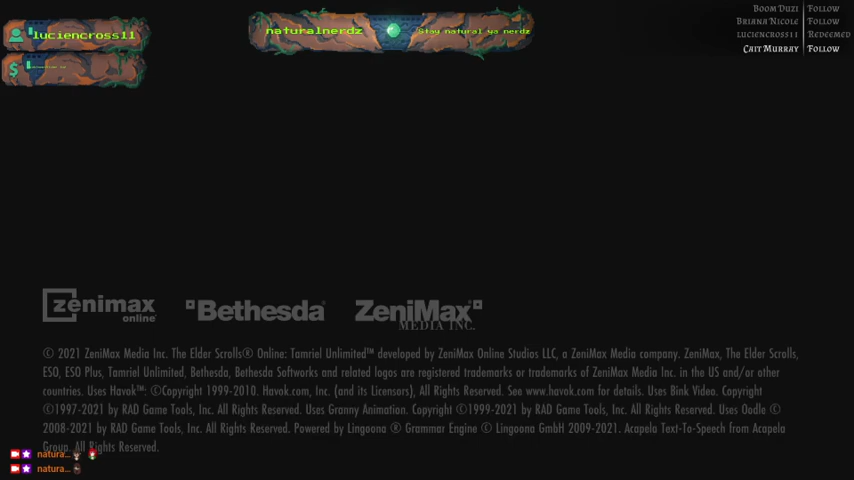 luciencross11
naturalnerdz
Stay natural ya nerdz
Boom Duzi Follow
Briana Nicole Follow
luciencross11 Redeemed
Cait Murray Follow
$
zenimax online
Bethesda
ZeniMax
MEDIA INC.
© 2021 ZeniMax Media Inc. The Elder Scrolls® Online: Tamriel Unlimited™ developed by ZeniMax Online Studios LLC, a ZeniMax Media company. ZeniMax, The Elder Scrolls,
ESO, ESO Plus, Tamriel Unlimited, Bethesda, Bethesda Softworks and related logos are registered trademarks or trademarks of ZeniMax Media Inc. in the US and/or other
countries. Uses Havok™: ©Copyright 1999-2010. Havok.com, Inc. (and its Licensors), All Rights Reserved. See www.havok.com for details. Uses Bink Video. Copyright
©1997-2021 by RAD Game Tools, Inc. All Rights Reserved. Uses Granny Animation. Copyright ©1999-2021 by RAD Game Tools, Inc. All Rights Reserved. Uses Oodle ©
2008-2021 by RAD Game Tools, Inc. All Rights Reserved. Powered by Lingoona ® Grammar Engine © Lingoona GmbH 2009-2021. Acapela Text-To-Speech from Acapela
Group. All Rights Reserved.
natura...
natura...